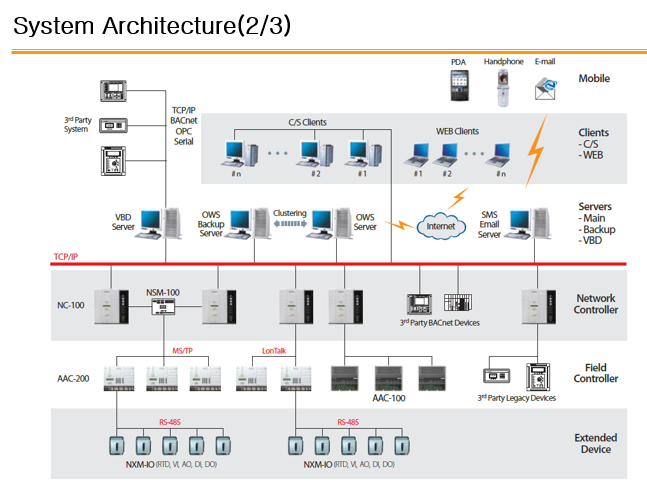 System Architecture(2/3)
PDA
Handphone
E-mail
Mobile
3rd Party
System
TCP/IP
BACnet
OPC
Serial
C/S Clients
# n
# 2
# 1
WEB Clients
# 1
# 2
# n
Clients
- C/S
- WEB
VBD
Server
OWS
Backup
Server
Clustering
OWS
Server
Internet
SMS
Email
Server
Servers
- Main
- Backup
- VBD
TCP/IP
NC-100
NSM-100
3rd Party BACnet Devices
Network
Controller
MS/TP
LonTalk
AAC-200
AAC-100
3rd Party Legacy Devices
Field
Controller
RS-485
RS-485
NXM-IO (RTD, VI, AO, DI, DO)
NXM-IO (RTD, VI, AO, DI, DO)
Extended
Device